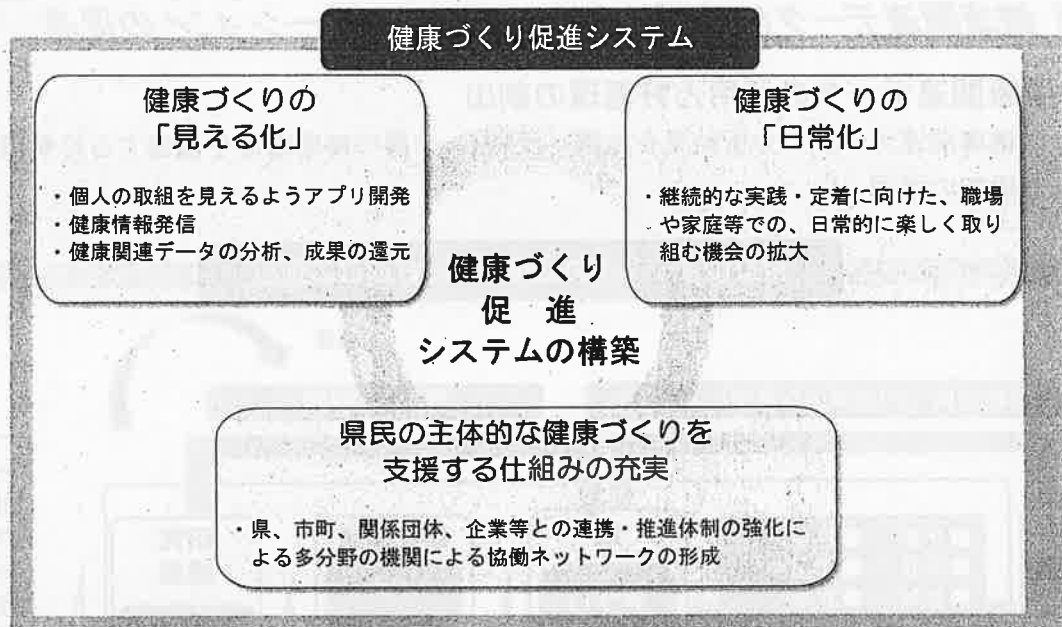 健康づくり促進システム
健康づくりの
「見える化」
・個人の取組を見えるようアプリ開発
・健康情報発信
・健康関連データの分析、成果の還元
健康づくりの
「日常化」
・継続的な実践・定着に向けた、職場
や家庭等での、日常的に楽しく取り
組む機会の拡大
健康づくり
促　進
システムの構築
県民の主体的な健康づくりを
支援する仕組みの充実
・県、市町、関係団体、企業等との連携・推進体制の強化に
よる多分野の機関による協働ネットワークの形成